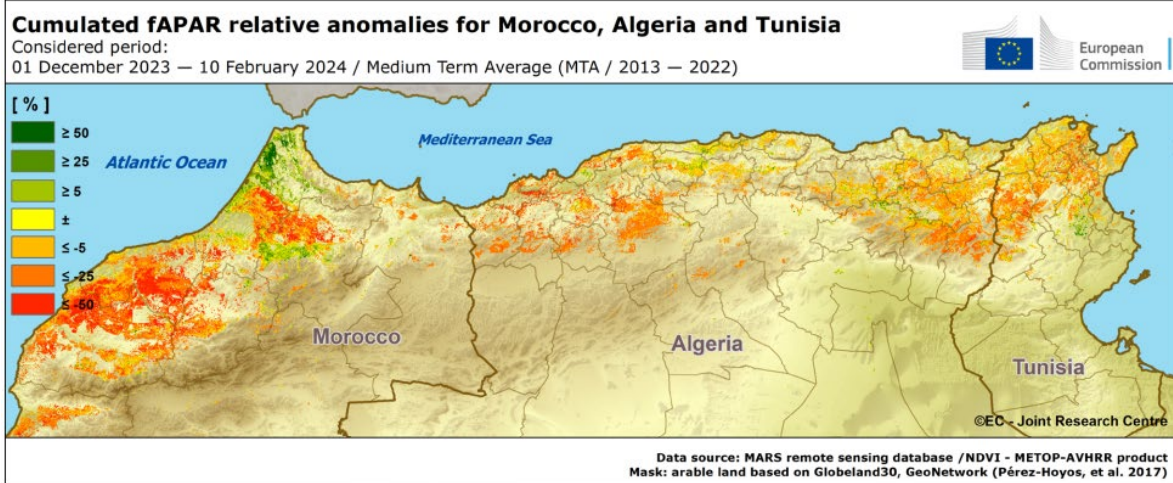 Cumulated fAPAR relative anomalies for Morocco, Algeria and Tunisia
Considered period:
01 December 2023 — 10 February 2024 / Medium Term Average (MTA / 2013 — 2022)
European
Commission
[ % ]
≥ 50
≥ 25
≥ 5
±
≤ -5
≤ -25
≤ -50
Atlantic Ocean
Mediterranean Sea
Morocco
Algeria
Tunisia
©EC - Joint Research Centre
Data source: MARS remote sensing database /NDVI - METOP-AVHRR product
Mask: arable land based on Globeland30, GeoNetwork (Pérez-Hoyos, et al. 2017)